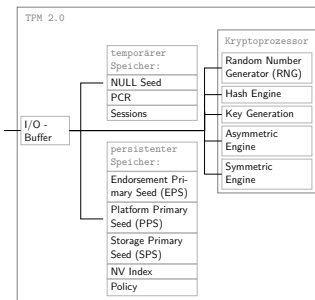 TPM 2.0
Kryptoprozessor
temporärer
Speicher:
NULL Seed
PCR
Sessions
Random Number
Generator (RNG)
Hash Engine
Key Generation
Asymmetric
Engine
Symmetric
Engine
I/O -
Buffer
persistenter
Speicher:
Endorsement Pri-
mary Seed (EPS)
Platform Primary
Seed (PPS)
Storage Primary
Seed (SPS)
NV Index
Policy